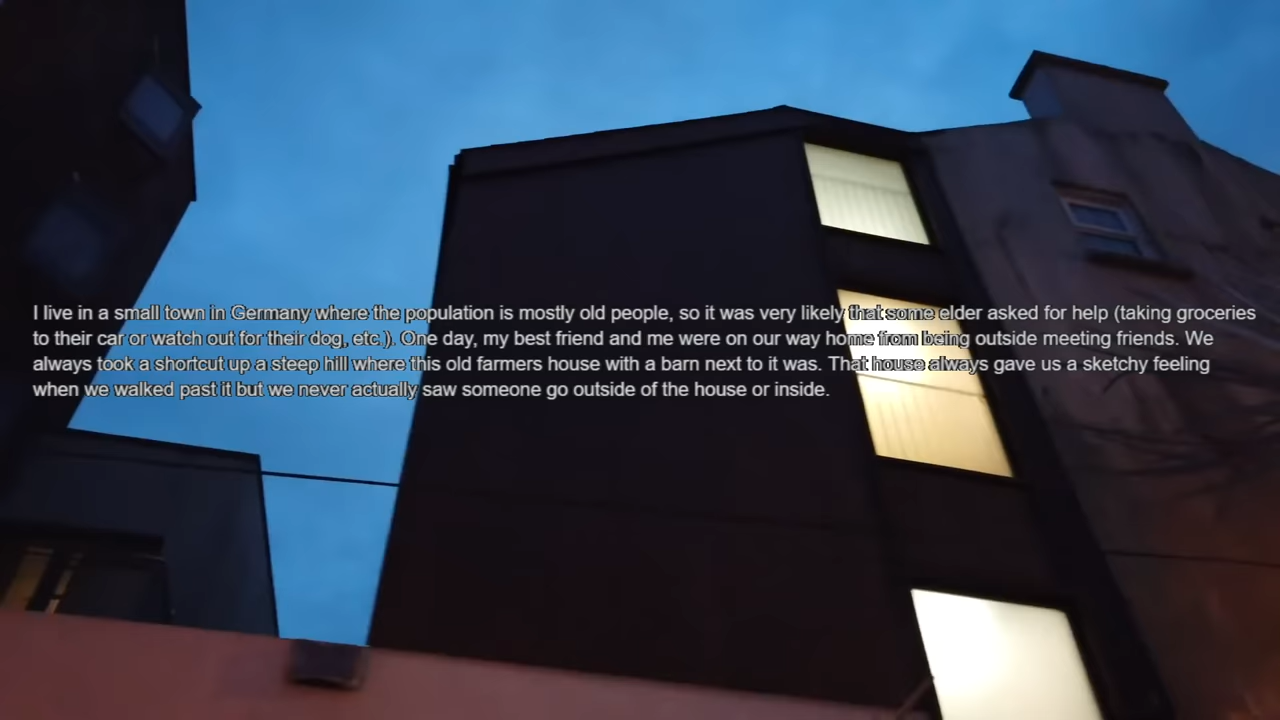 I live in a small town in Germany where the population is mostly old people, so it was very likely that some elder asked for help (taking groceries
to their car or watch out for their dog, etc.). One day, my best friend and me were on our way home from being outside meeting friends. We
always took a shortcut up a steep hill where this old farmers house with a barn next to it was. That house always gave us a sketchy feeling
when we walked past it but we never actually saw someone go outside of the house or inside.